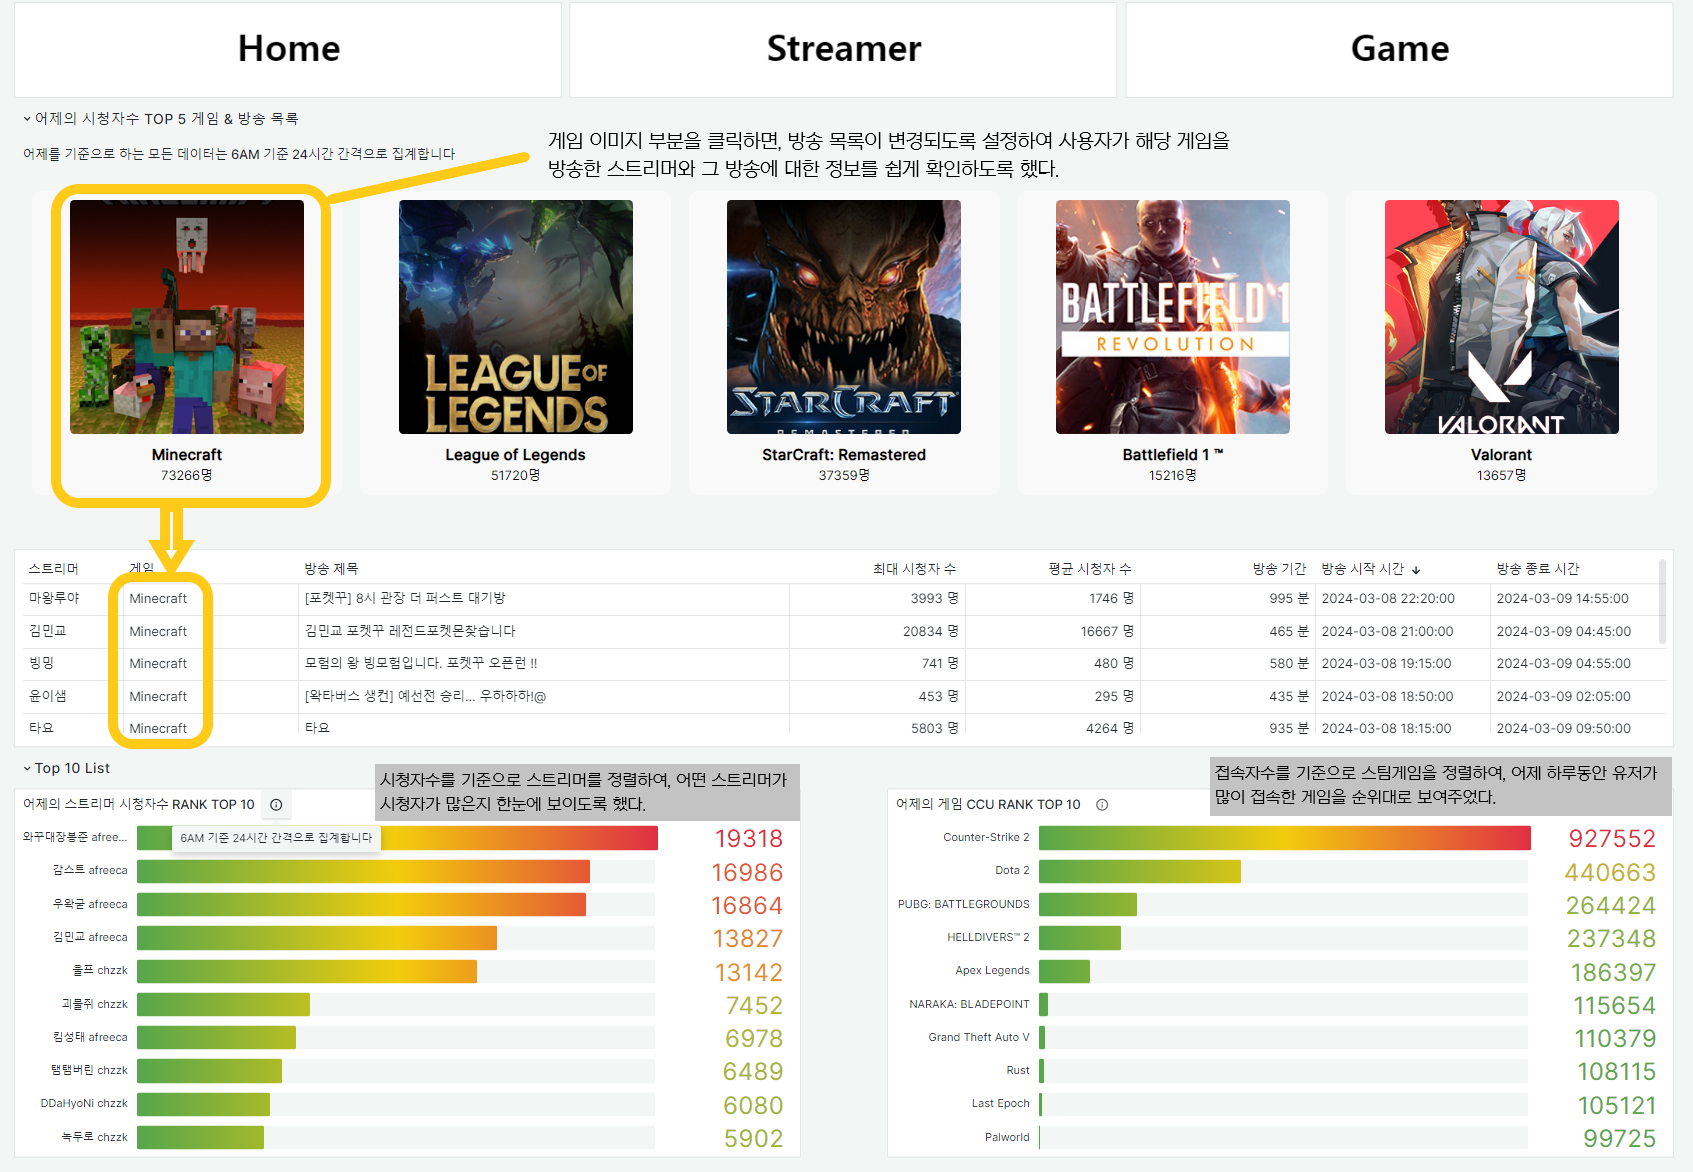 Home
Streamer
Game
어제의 시청자수 TOP 5 게임 & 방송 목록
어제를 기준으로 하는 모든 데이터는 6AM 기준 24시간 간격으로 집계합니다
게임 이미지 부분을 클릭하면, 방송 목록이 변경되도록 설정하여 사용자가 해당 게임을
방송한 스트리머와 그 방송에 대한 정보를 쉽게 확인하도록 했다.
LEAGUE OF
LEGENDS
STARCRAFT
REMASTERED
BATTLEFIELD 1
REVOLUTION
VALORANT
Minecraft
73266명
League of Legends
51720명
StarCraft: Remastered
37359명
Battlefield 1 ™
15216명
Valorant
13657명
스트리머 게임 방송 제목 최대 시청자 수 평균 시청자 수 방송 기간 방송 시작 시간 ↓ 방송 종료 시간
마왕루야 Minecraft [포켓꾸] 8시 관장 더 퍼스트 대기방 3993 명 1746 명 995 분 2024-03-08 22:20:00 2024-03-09 14:55:00
김민교 Minecraft 김민교 포켓꾸 레전드포켓몬찾습니다 20834 명 16667 명 465 분 2024-03-08 21:00:00 2024-03-09 04:45:00
빙밍 Minecraft 모험의 왕 빙모험입니다. 포켓꾸 오픈런 !! 741 명 480 명 580 분 2024-03-08 19:15:00 2024-03-09 04:55:00
윤이샘 Minecraft [왁타버스 생컨] 예선전 승리... 우하하하!@ 453 명 295 명 435 분 2024-03-08 18:50:00 2024-03-09 02:05:00
타요 Minecraft 타요 5803 명 4264 명 935 분 2024-03-08 18:15:00 2024-03-09 09:50:00
Top 10 List
시청자수를 기준으로 스트리머를 정렬하여, 어떤 스트리머가
시청자가 많은지 한눈에 보이도록 했다.
어제의 스트리머 시청자수 RANK TOP 10
6AM 기준 24시간 간격으로 집계합니다
와꾸대장봉준 afree... 19318
감스트 afreeca 16986
우왁굳 afreeca 16864
김민교 afreeca 13827
울프 chzzk 13142
괴물쥐 chzzk 7452
킴성태 afreeca 6978
탬탬버린 chzzk 6489
DDaHyoNi chzzk 6080
녹두로 chzzk 5902
접속자수를 기준으로 스팀게임을 정렬하여, 어제 하루동안 유저가
많이 접속한 게임을 순위대로 보여주었다.
어제의 게임 CCU RANK TOP 10
Counter-Strike 2 927552
Dota 2 440663
PUBG: BATTLEGROUNDS 264424
HELLDIVERS™ 2 237348
Apex Legends 186397
NARAKA: BLADEPOINT 115654
Grand Theft Auto V 110379
Rust 108115
Last Epoch 105121
Palworld 99725